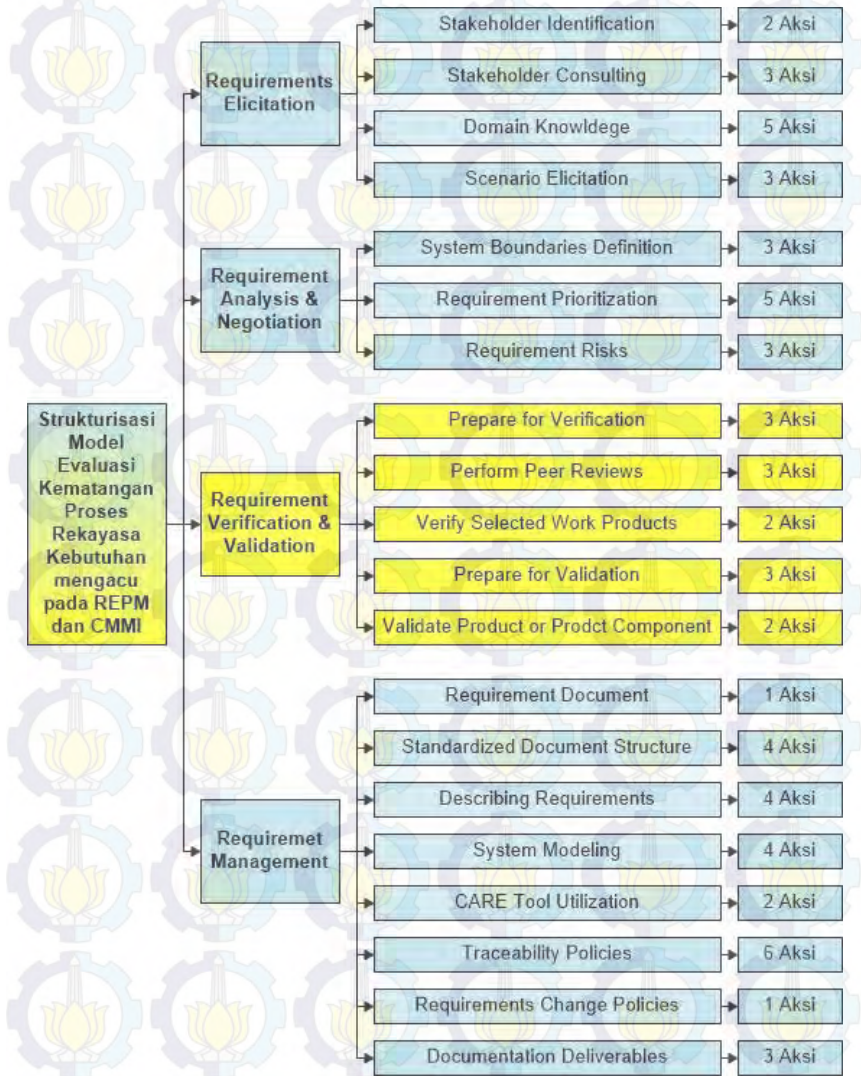 Stakeholder Identification 2 Aksi
Requirements
Elicitation
Stakeholder Consulting 3 Aksi
Domain Knowldege 5 Aksi
Scenario Elicitation 3 Aksi
Requirement
Analysis &
Negotiation
System Boundaries Definition 3 Aksi
Requirement Prioritization 5 Aksi
Requirement Risks 3 Aksi
Strukturisasi
Model
Evaluasi
Kematangan
Proses
Rekayasa
Kebutuhan
mengacu
pada REPM
dan CMMI
Requirement
Verification &
Validation
Prepare for Verification 3 Aksi
Perform Peer Reviews 3 Aksi
Verify Selected Work Products 2 Aksi
Prepare for Validation 3 Aksi
Validate Product or Prodct Component 2 Aksi
Requiremet
Management
Requirement Document 1 Aksi
Standardized Document Structure 4 Aksi
Describing Requirements 4 Aksi
System Modeling 4 Aksi
CARE Tool Utilization 2 Aksi
Traceability Policies 6 Aksi
Requirements Change Policies 1 Aksi
Documentation Deliverables 3 Aksi